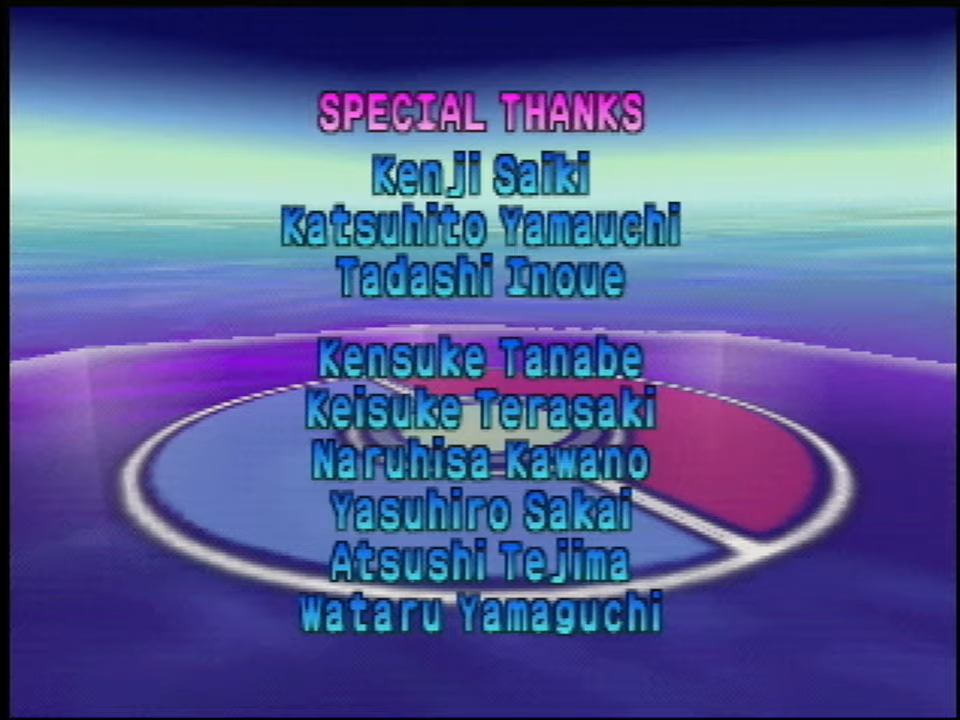 SPECIAL THANKS
Kenji Saiki
Katsuhito Yamauchi
Tadashi Inoue
Kensuke Tanabe
Keisuke Terasaki
Naruhisa Kawano
Yasuhiro Sakai
Atsushi Tejima
Wataru Yamaguchi